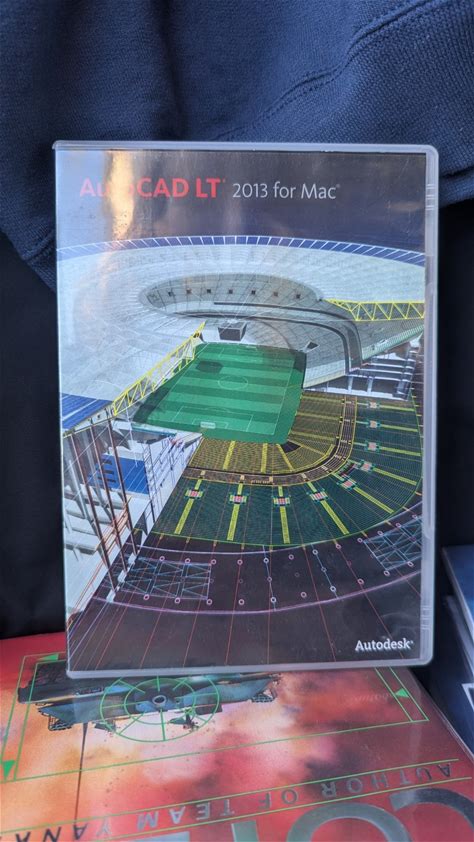 AutoCAD LT® 2013 for Mac®
Autodesk®
AUTHOR OF TEAM YANK